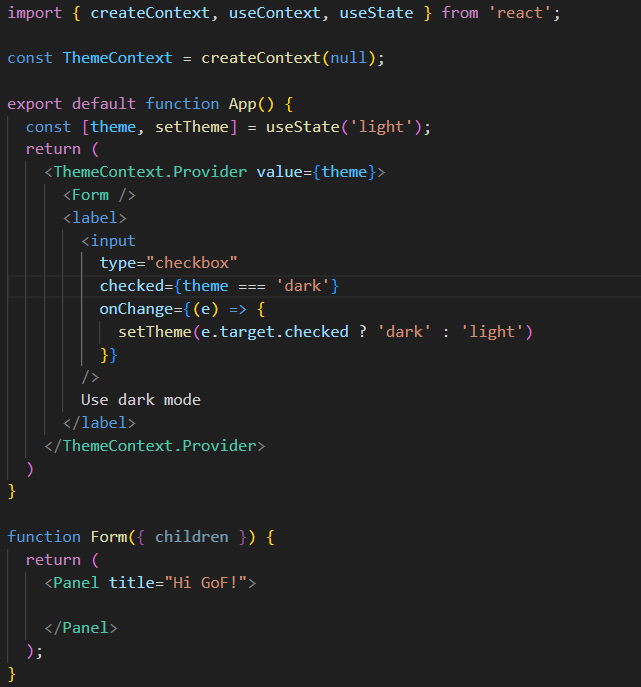 import { createContext, useContext, useState } from 'react';

const ThemeContext = createContext(null);

export default function App() {
  const [theme, setTheme] = useState('light');
  return (
    <ThemeContext.Provider value={theme}>
      <Form />
      <label>
        <input
          type="checkbox"
          checked={theme === 'dark'}
          onChange={(e) => {
            setTheme(e.target.checked ? 'dark' : 'light')
          }}
        />
        Use dark mode
      </label>
    </ThemeContext.Provider>
  )
}

function Form({ children }) {
  return (
    <Panel title="Hi GoF!">

    </Panel>
  );
}